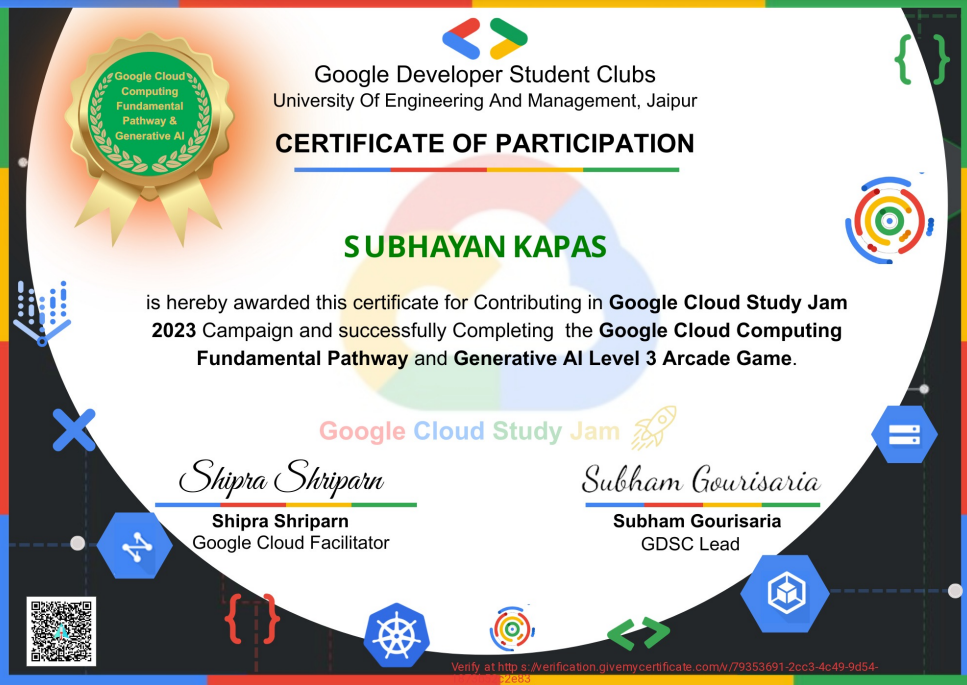 Google Cloud
Computing
Fundamental
Pathway &
Generative AI
Google Developer Student Clubs
University Of Engineering And Management, Jaipur
CERTIFICATE OF PARTICIPATION
SUBHAYAN KAPAS
is hereby awarded this certificate for Contributing in Google Cloud Study Jam
2023 Campaign and successfully Completing the Google Cloud Computing
Fundamental Pathway and Generative AI Level 3 Arcade Game.
Google Cloud Study Jam
Shipra Shriparn
Shipra Shriparn
Google Cloud Facilitator
Subham Gourisaria
Subham Gourisaria
GDSC Lead
Verify at http s://verification.givemycertificate.com/v/79353691-2cc3-4c49-9d54-
c2e83